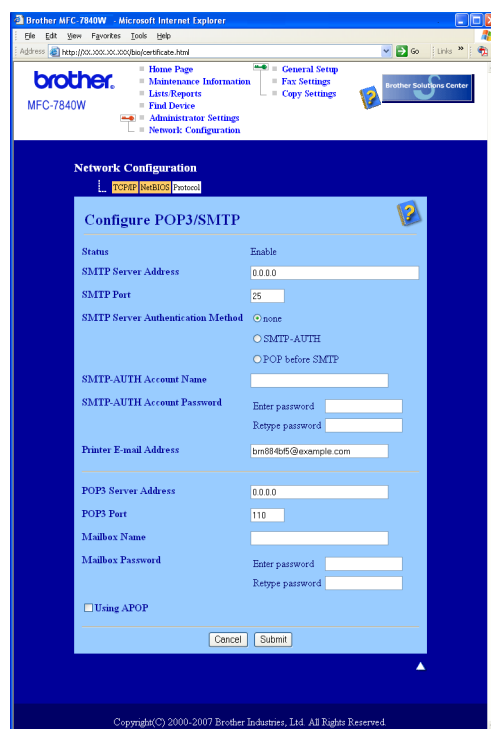 Brother MFC-7840W - Microsoft Internet Explorer
File Edit View Favorites Tools Help
Address http://XX.XXX.XX.XXX/bio/certificate.html Go Links »
brother.
MFC-7840W
Home Page
Maintenance Information
Lists/Reports
Find Device
Administrator Settings
Network Configuration
General Setup
Fax Settings
Copy Settings
Brother Solutions Center
Network Configuration
TCP/IP NetBIOS Protocol
Configure POP3/SMTP
Status Enable
SMTP Server Address 0.0.0.0
SMTP Port 25
SMTP Server Authentication Method none
SMTP-AUTH
POP before SMTP
SMTP-AUTH Account Name
SMTP-AUTH Account Password Enter password
Retype password
Printer E-mail Address brn884bf5@example.com
POP3 Server Address 0.0.0.0
POP3 Port 110
Mailbox Name
Mailbox Password Enter password
Retype password
Using APOP
Cancel Submit
Copyright(C) 2000-2007 Brother Industries, Ltd. All Rights Reserved.